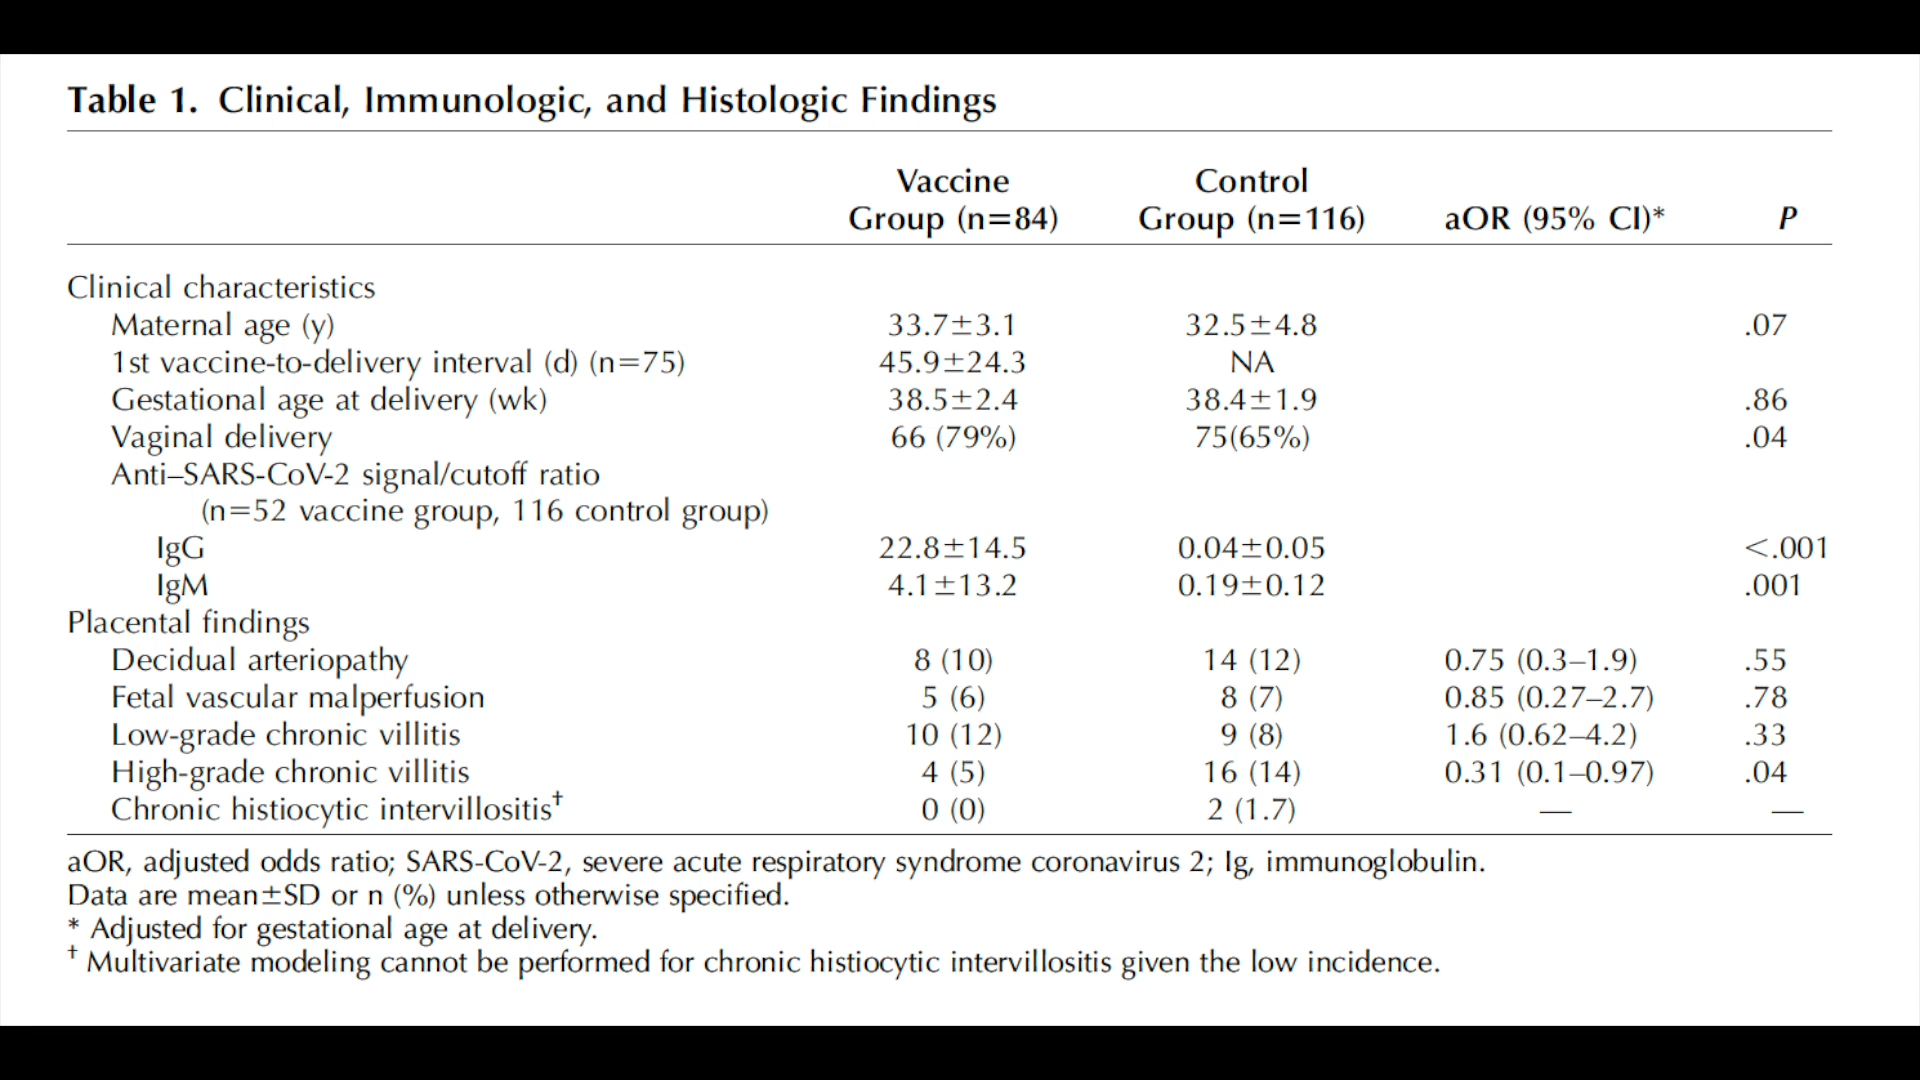 Table 1. Clinical, Immunologic, and Histologic Findings
Vaccine Group (n=84) Control Group (n=116) aOR (95% CI)* P
Clinical characteristics
Maternal age (y) 33.7±3.1 32.5±4.8 .07
1st vaccine-to-delivery interval (d) (n=75) 45.9±24.3 NA
Gestational age at delivery (wk) 38.5±2.4 38.4±1.9 .86
Vaginal delivery 66 (79%) 75(65%) .04
Anti–SARS-CoV-2 signal/cutoff ratio
(n=52 vaccine group, 116 control group)
IgG 22.8±14.5 0.04±0.05 <.001
IgM 4.1±13.2 0.19±0.12 .001
Placental findings
Decidual arteriopathy 8 (10) 14 (12) 0.75 (0.3–1.9) .55
Fetal vascular malperfusion 5 (6) 8 (7) 0.85 (0.27–2.7) .78
Low-grade chronic villitis 10 (12) 9 (8) 1.6 (0.62–4.2) .33
High-grade chronic villitis 4 (5) 16 (14) 0.31 (0.1–0.97) .04
Chronic histiocytic intervillositis† 0 (0) 2 (1.7) — —
aOR, adjusted odds ratio; SARS-CoV-2, severe acute respiratory syndrome coronavirus 2; Ig, immunoglobulin.
Data are mean±SD or n (%) unless otherwise specified.
* Adjusted for gestational age at delivery.
† Multivariate modeling cannot be performed for chronic histiocytic intervillositis given the low incidence.